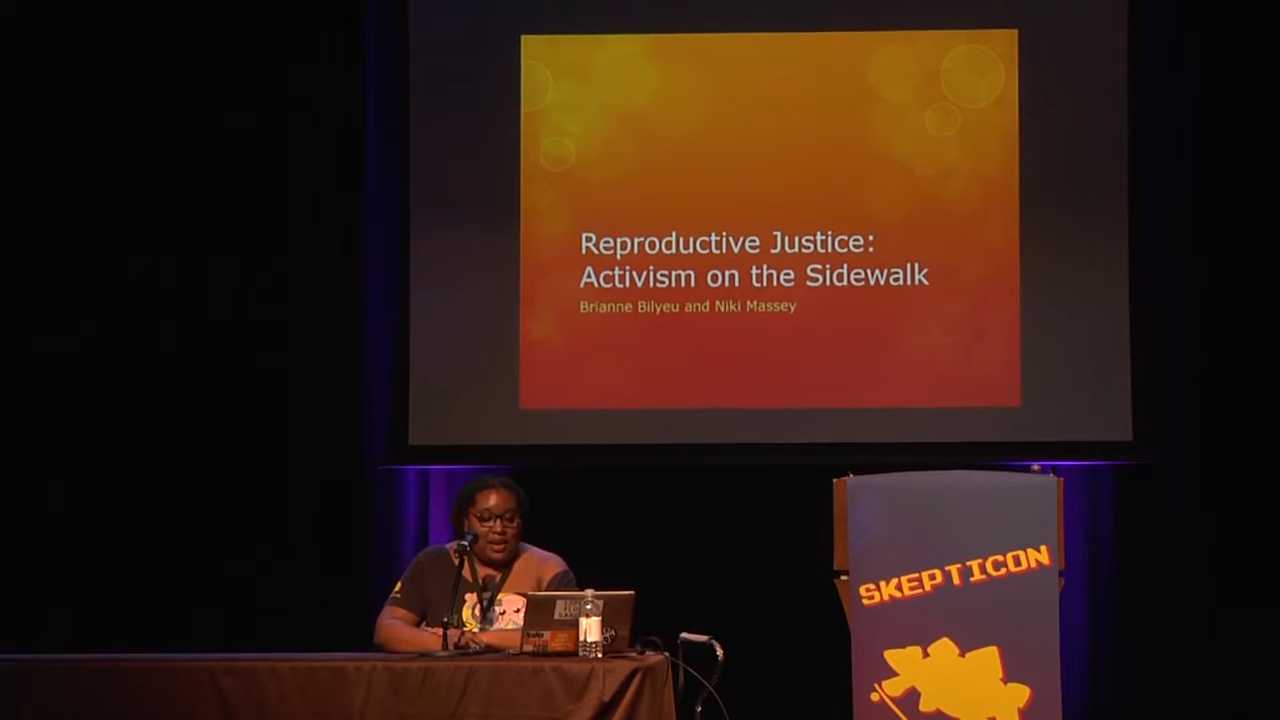 Reproductive Justice:
Activism on the Sidewalk
Brianne Bilyeu and Niki Massey
SKEPTICON